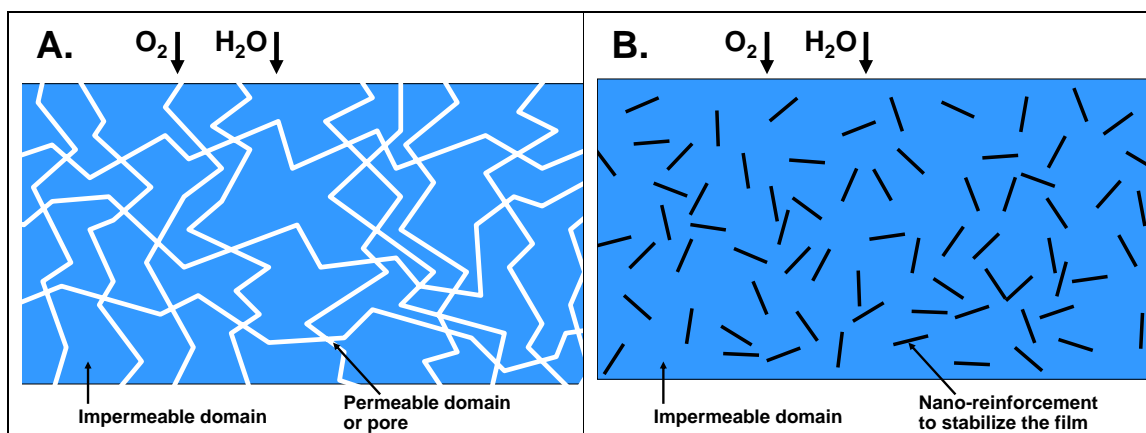 A.
O2
H2O
Impermeable domain
Permeable domain
or pore
B.
O2
H2O
Impermeable domain
Nano-reinforcement
to stabilize the film